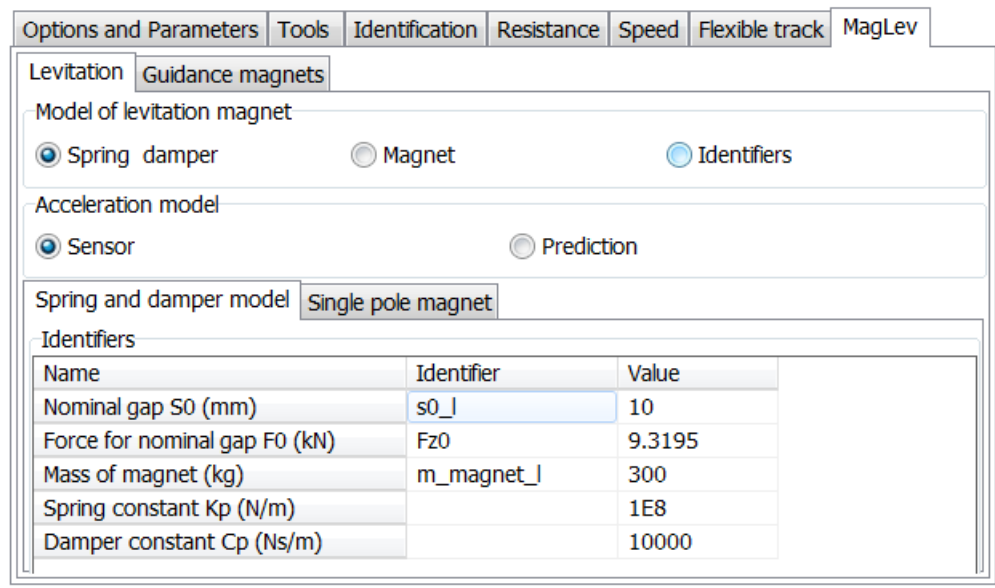 Options and Parameters Tools Identification Resistance Speed Flexible track MagLev
Levitation Guidance magnets
Model of levitation magnet
Spring damper Magnet Identifiers
Acceleration model
Sensor Prediction
Spring and damper model Single pole magnet
Identifiers
Name Identifier Value
Nominal gap S0 (mm) s0_l 10
Force for nominal gap F0 (kN) Fz0 9.3195
Mass of magnet (kg) m_magnet_l 300
Spring constant Kp (N/m) 1E8
Damper constant Cp (Ns/m) 10000